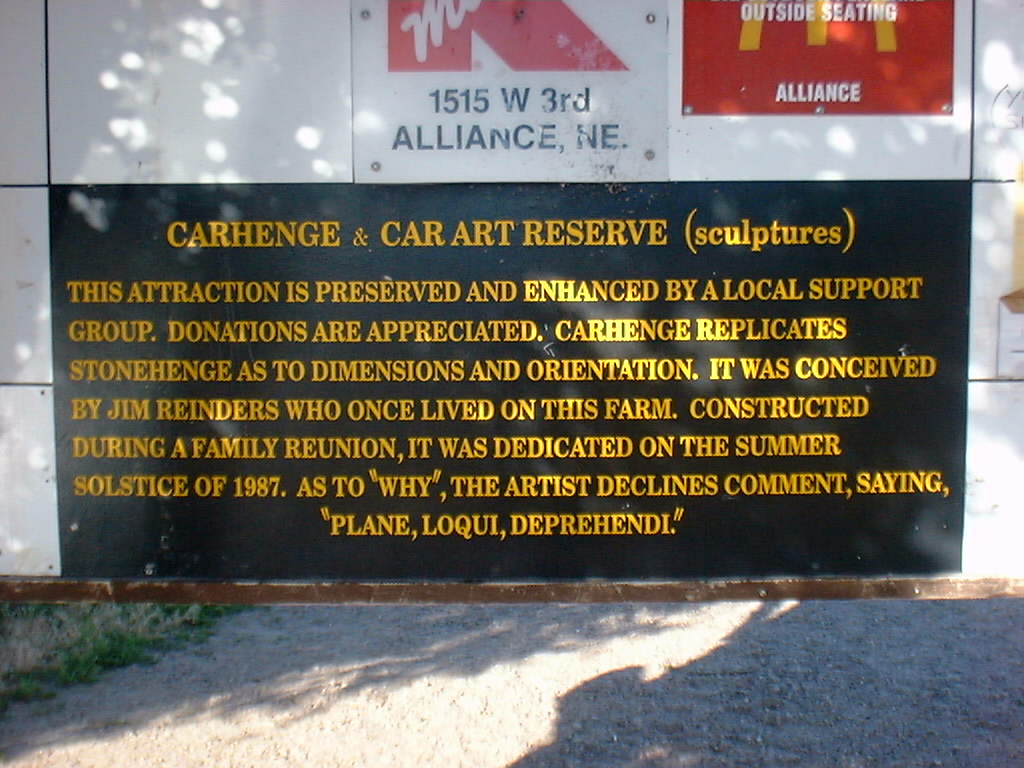 OUTSIDE SEATING
ALLIANCE
1515 W 3rd
ALLIANCE, NE.
CARHENGE & CAR ART RESERVE (sculptures)
THIS ATTRACTION IS PRESERVED AND ENHANCED BY A LOCAL SUPPORT
GROUP. DONATIONS ARE APPRECIATED. CARHENGE REPLICATES
STONEHENGE AS TO DIMENSIONS AND ORIENTATION. IT WAS CONCEIVED
BY JIM REINDERS WHO ONCE LIVED ON THIS FARM. CONSTRUCTED
DURING A FAMILY REUNION, IT WAS DEDICATED ON THE SUMMER
SOLSTICE OF 1987. AS TO "WHY", THE ARTIST DECLINES COMMENT, SAYING,
"PLANE, LOQUI, DEPREHENDI."